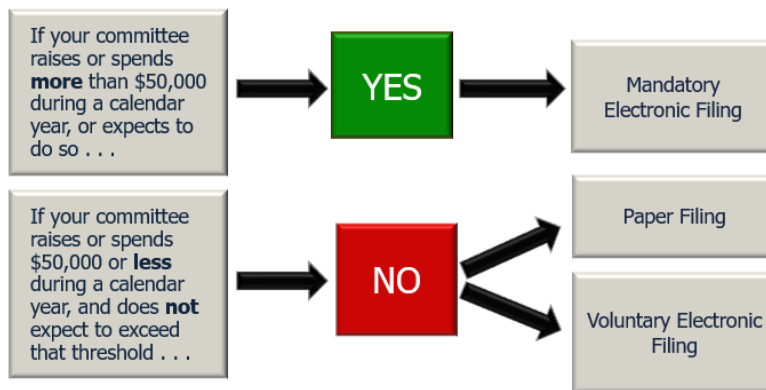 If your committee
raises or spends
more than $50,000
during a calendar
year, or expects to
do so . . .
YES
Mandatory
Electronic Filing
If your committee
raises or spends
$50,000 or less
during a calendar
year, and does not
expect to exceed
that threshold . . .
NO
Paper Filing
Voluntary Electronic
Filing